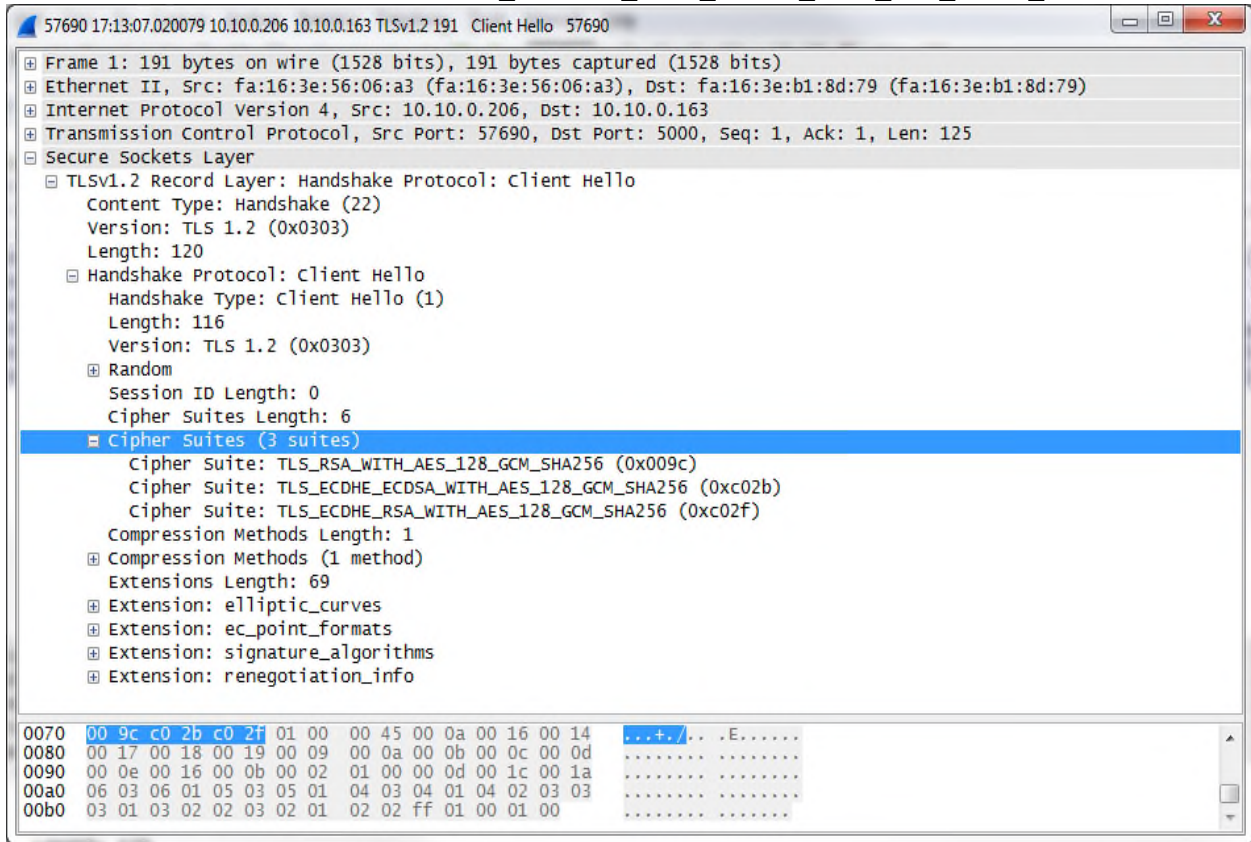 57690 17:13:07.020079 10.10.0.206 10.10.0.163 TLSv1.2 191 Client Hello 57690
Frame 1: 191 bytes on wire (1528 bits), 191 bytes captured (1528 bits)
Ethernet II, Src: fa:16:3e:56:06:a3 (fa:16:3e:56:06:a3), Dst: fa:16:3e:b1:8d:79 (fa:16:3e:b1:8d:79)
Internet Protocol Version 4, Src: 10.10.0.206, Dst: 10.10.0.163
Transmission Control Protocol, Src Port: 57690, Dst Port: 5000, Seq: 1, Ack: 1, Len: 125
Secure Sockets Layer
TLSv1.2 Record Layer: Handshake Protocol: Client Hello
Content Type: Handshake (22)
Version: TLS 1.2 (0x0303)
Length: 120
Handshake Protocol: Client Hello
Handshake Type: Client Hello (1)
Length: 116
Version: TLS 1.2 (0x0303)
Random
Session ID Length: 0
Cipher Suites Length: 6
Cipher Suites (3 suites)
Cipher Suite: TLS_RSA_WITH_AES_128_GCM_SHA256 (0x009c)
Cipher Suite: TLS_ECDHE_ECDSA_WITH_AES_128_GCM_SHA256 (0xc02b)
Cipher Suite: TLS_ECDHE_RSA_WITH_AES_128_GCM_SHA256 (0xc02f)
Compression Methods Length: 1
Compression Methods (1 method)
Extensions Length: 69
Extension: elliptic_curves
Extension: ec_point_formats
Extension: signature_algorithms
Extension: renegotiation_info
0070 00 9c c0 2b c0 2f 01 00 00 45 00 0a 00 16 00 14 ...+./.. .E......
0080 00 17 00 18 00 19 00 09 00 0a 00 0b 00 0c 00 0d ........ ........
0090 00 0e 00 16 00 0b 00 02 01 00 00 0d 00 1c 00 1a ........ ........
00a0 06 03 06 01 05 03 05 01 04 03 04 01 04 02 03 03 ........ ........
00b0 03 01 03 02 02 03 02 01 02 02 ff 01 00 01 00 ........ .......